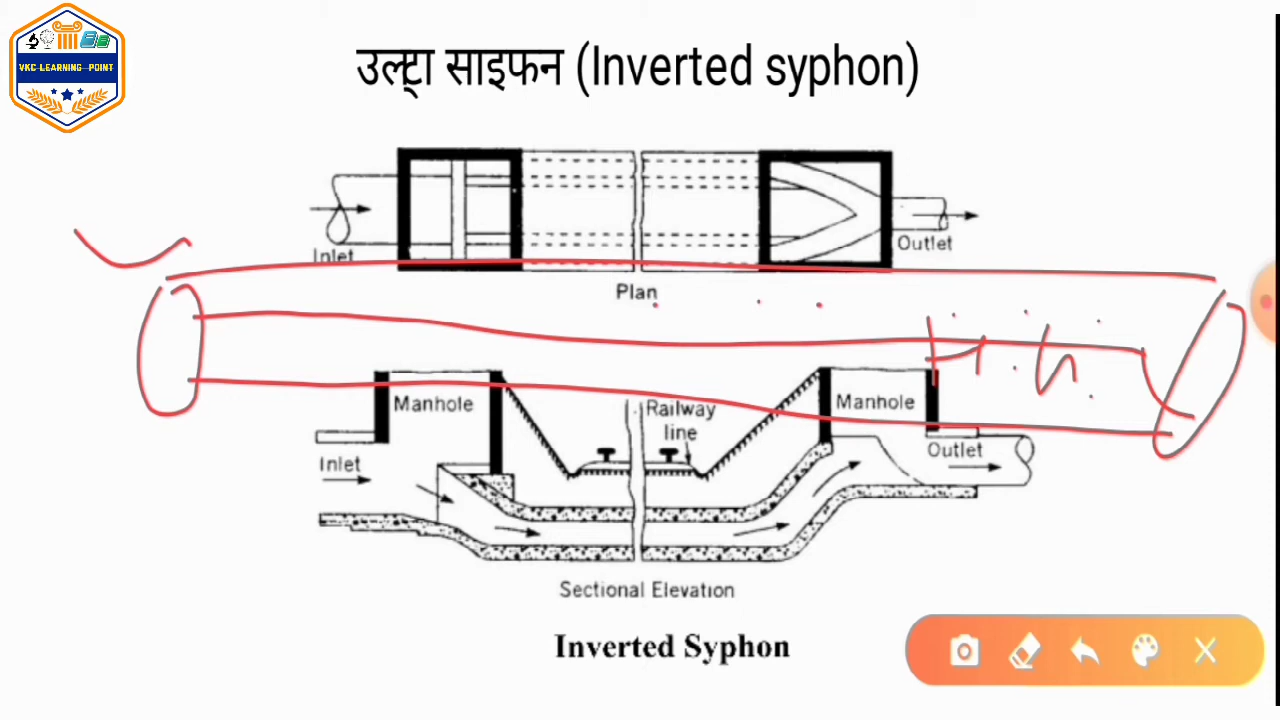 VKC-LEARNING-POINT
उल्टा साइफन (Inverted syphon)
Inlet
Outlet
Plan
Manhole
Railway
line
Manhole
Inlet
Outlet
Sectional Elevation
Inverted Syphon